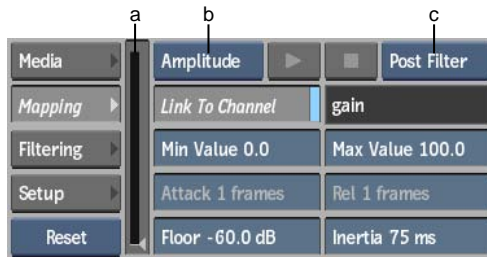 a b c
Media Amplitude Post Filter
Mapping Link To Channel gain
Filtering Min Value 0.0 Max Value 100.0
Setup Attack 1 frames Rel 1 frames
Reset Floor -60.0 dB Inertia 75 ms